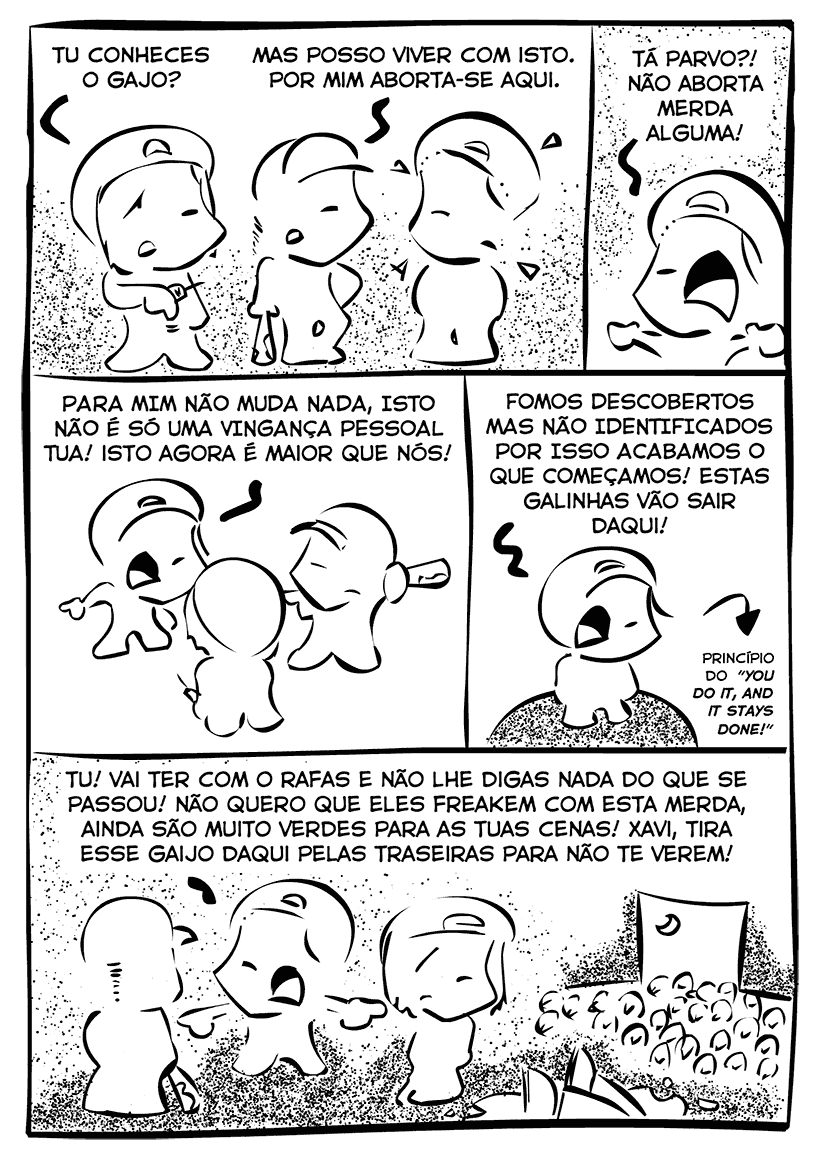 TU CONHECES
O GAJO?
MAS POSSO VIVER COM ISTO.
POR MIM ABORTA-SE AQUI.
TÁ PARVO?!
NÃO ABORTA
MERDA
ALGUMA!
PARA MIM NÃO MUDA NADA, ISTO
NÃO É SÓ UMA VINGANÇA PESSOAL
TUA! ISTO AGORA É MAIOR QUE NÓS!
FOMOS DESCOBERTOS
MAS NÃO IDENTIFICADOS
POR ISSO ACABAMOS O
QUE COMEÇAMOS! ESTAS
GALINHAS VÃO SAIR
DAQUI!
PRINCÍPIO
DO "YOU
DO IT, AND
IT STAYS
DONE!"
TU! VAI TER COM O RAFAS E NÃO LHE DIGAS NADA DO QUE SE
PASSOU! NÃO QUERO QUE ELES FREAKEM COM ESTA MERDA,
AINDA SÃO MUITO VERDES PARA AS TUAS CENAS! XAVI, TIRA
ESSE GAIJO DAQUI PELAS TRASEIRAS PARA NÃO TE VEREM!